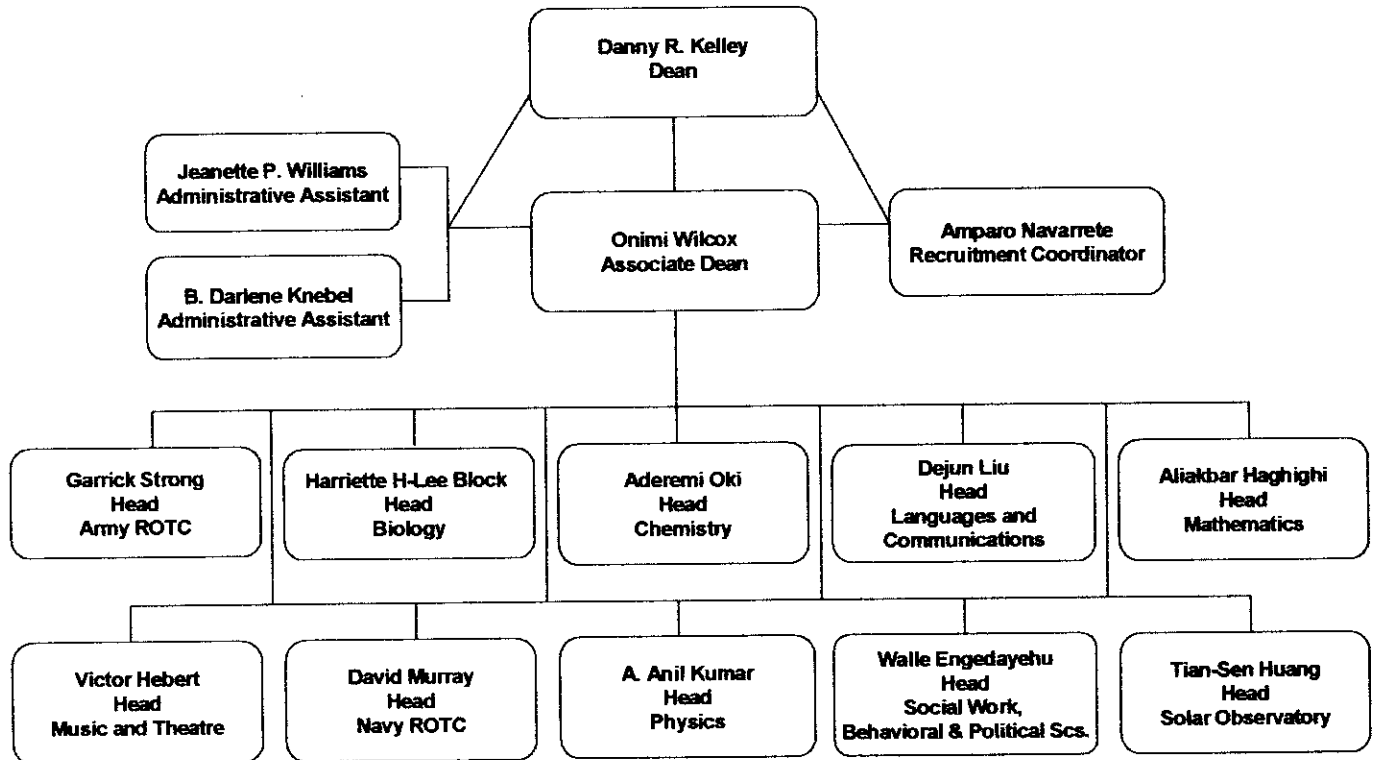 Danny R. Kelley
Dean
Jeanette P. Williams
Administrative Assistant
B. Darlene Knebel
Administrative Assistant
Onimi Wilcox
Associate Dean
Amparo Navarrete
Recruitment Coordinator
Garrick Strong
Head
Army ROTC
Harriette H-Lee Block
Head
Biology
Aderemi Oki
Head
Chemistry
Dejun Liu
Head
Languages and
Communications
Aliakbar Haghighi
Head
Mathematics
Victor Hebert
Head
Music and Theatre
David Murray
Head
Navy ROTC
A. Anil Kumar
Head
Physics
Walle Engedayehu
Head
Social Work,
Behavioral & Political Scs.
Tian-Sen Huang
Head
Solar Observatory